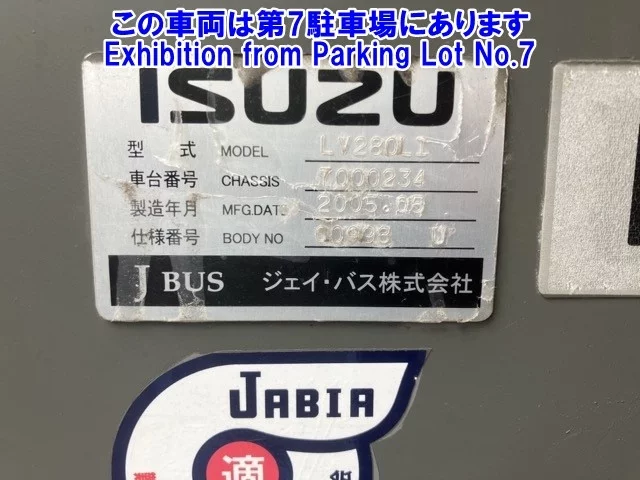 この車両は第7駐車場にあります
Exhibition from Parking Lot No.7
ISUZU
型 式 MODEL LV280L1
車台番号 CHASSIS 7000234
製造年月 MFG.DATE 2005.08
仕様番号 BODY NO
J BUS ジェイ・バス株式会社
JABIA
適